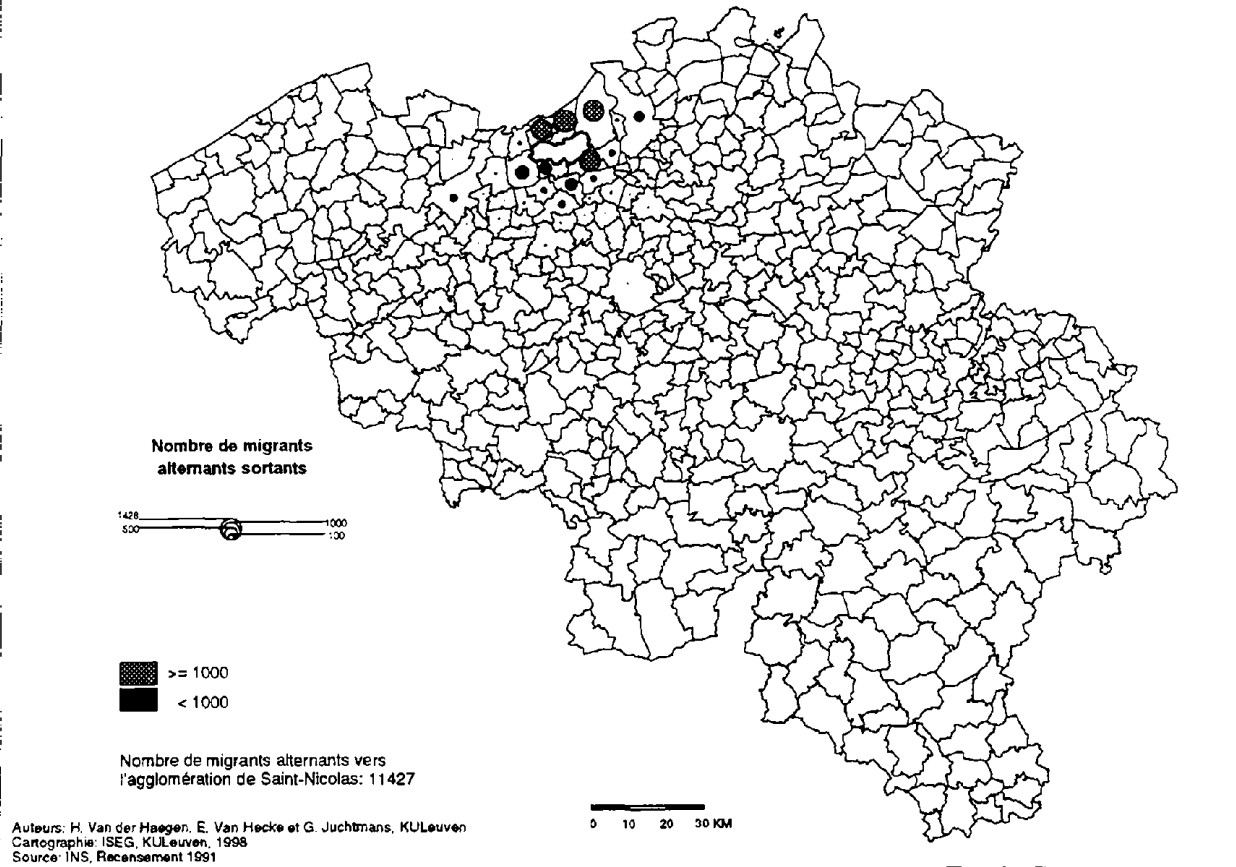 Nombre de migrants
alternants sortants
1428
500
1000
100
>= 1000
< 1000
Nombre de migrants alternants vers
l'agglomération de Saint-Nicolas: 11427
0 10 20 30 KM
Auteurs: H. Van der Haegen, E. Van Hecke et G. Juchtmans, KULeuven
Cartographie: ISEG, KULeuven, 1998
Source: INS, Recensement 1991